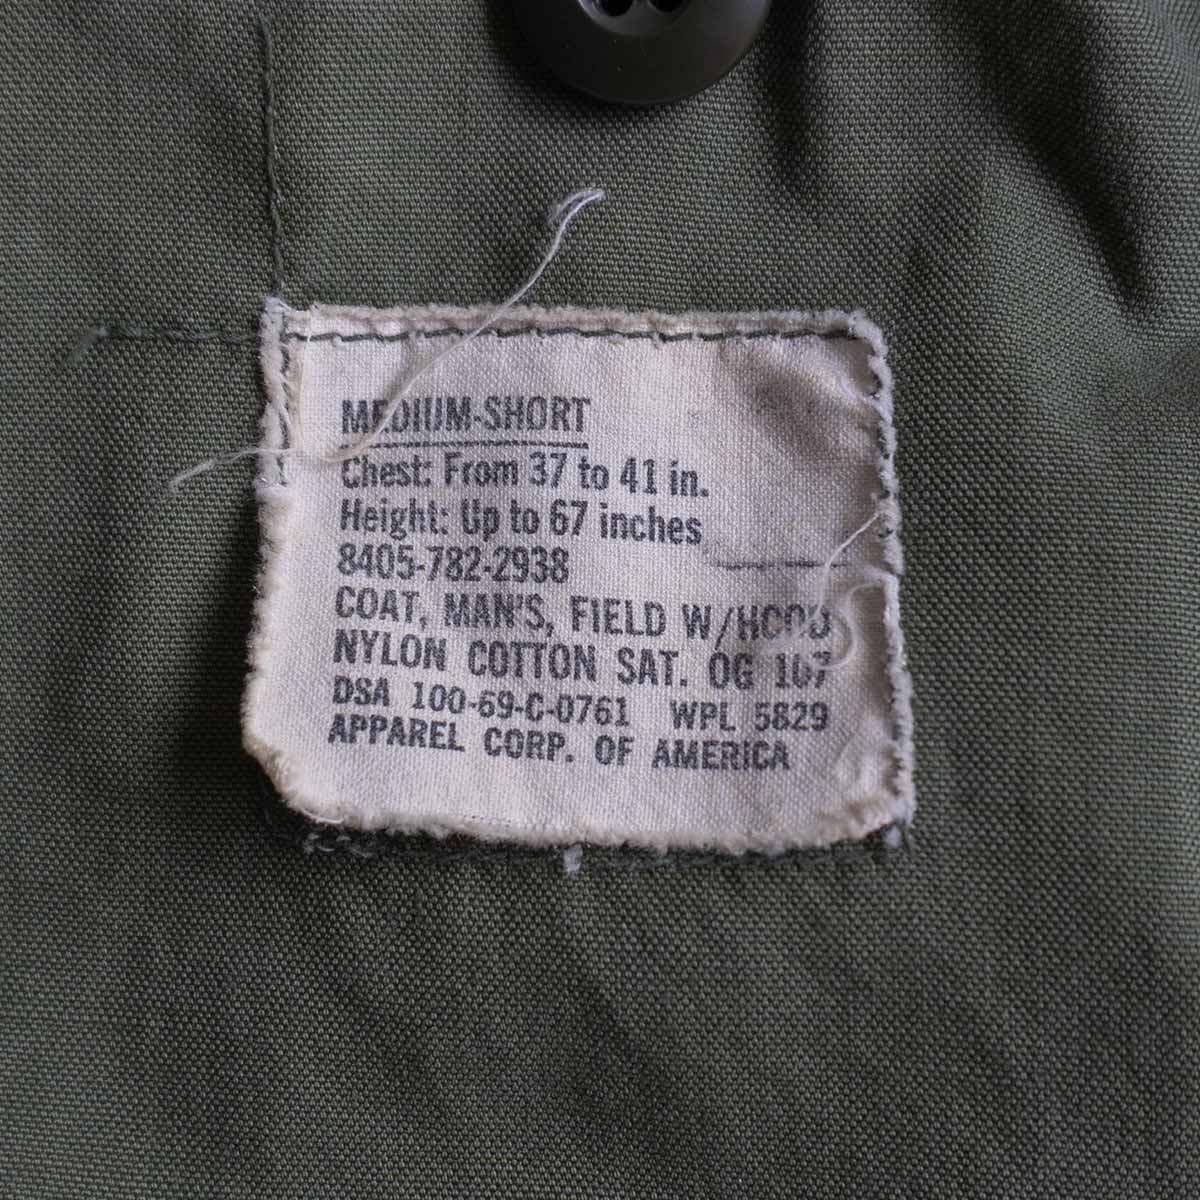 MEDIUM-SHORT
Chest: From 37 to 41 in.
Height: Up to 67 inches
8405-782-2938
COAT, MAN'S, FIELD W/HOOD
NYLON COTTON SAT. OG 107
DSA 100-69-C-0761 WPL 5829
APPAREL CORP. OF AMERICA